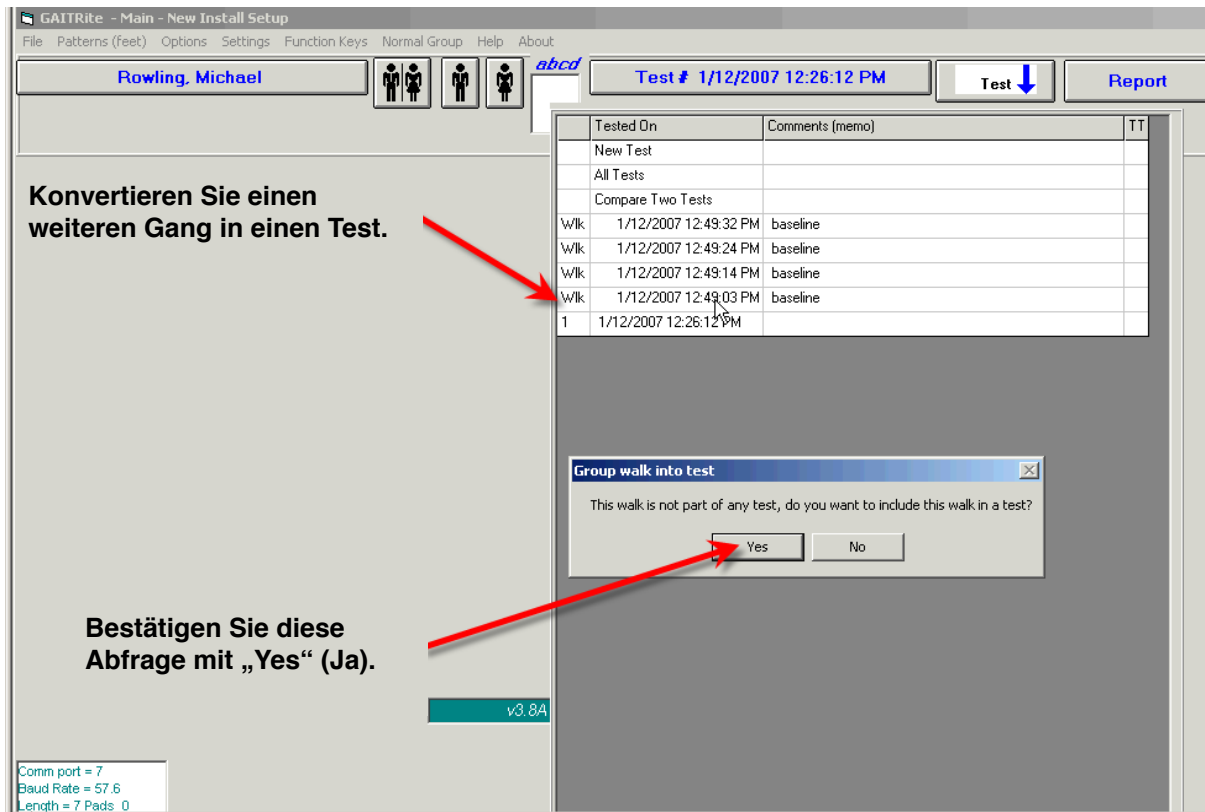 GAITRite - Main - New Install Setup
File Patterns (feet) Options Settings Function Keys Normal Group Help About
Rowling, Michael
abcd
Test # 1/12/2007 12:26:12 PM
Test
Report
Tested On Comments (memo) TT
New Test
All Tests
Compare Two Tests
Wlk 1/12/2007 12:49:32 PM baseline
Wlk 1/12/2007 12:49:24 PM baseline
Wlk 1/12/2007 12:49:14 PM baseline
Wlk 1/12/2007 12:49:03 PM baseline
1 1/12/2007 12:26:12 PM
Konvertieren Sie einen
weiteren Gang in einen Test.
Group walk into test
This walk is not part of any test, do you want to include this walk in a test?
Yes No
Bestätigen Sie diese
Abfrage mit „Yes“ (Ja).
v3.8A
Comm port = 7
Baud Rate = 57.6
Length = 7 Pads 0